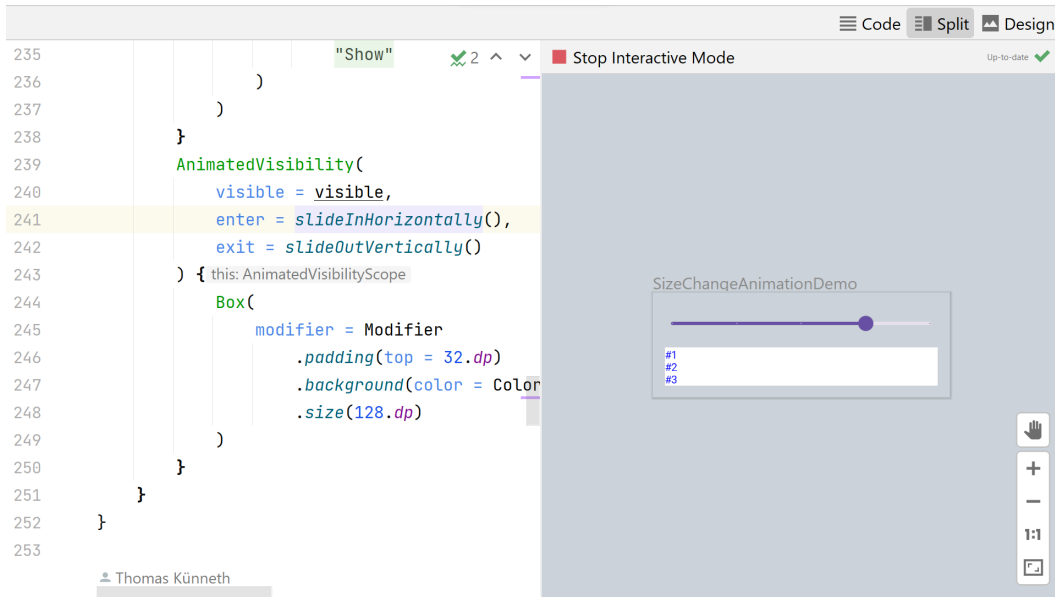 Code Split Design
235 "Show" 2
236 )
237 )
238 }
239 AnimatedVisibility(
240 visible = visible,
241 enter = slideInHorizontally(),
242 exit = slideOutVertically()
243 ) { this: AnimatedVisibilityScope
244 Box(
245 modifier = Modifier
246 .padding(top = 32.dp)
247 .background(color = Color
248 .size(128.dp)
249 )
250 }
251 }
252 }
253
Thomas Künneth
Stop Interactive Mode Up-to-date
SizeChangeAnimationDemo
#1
#2
#3
1:1